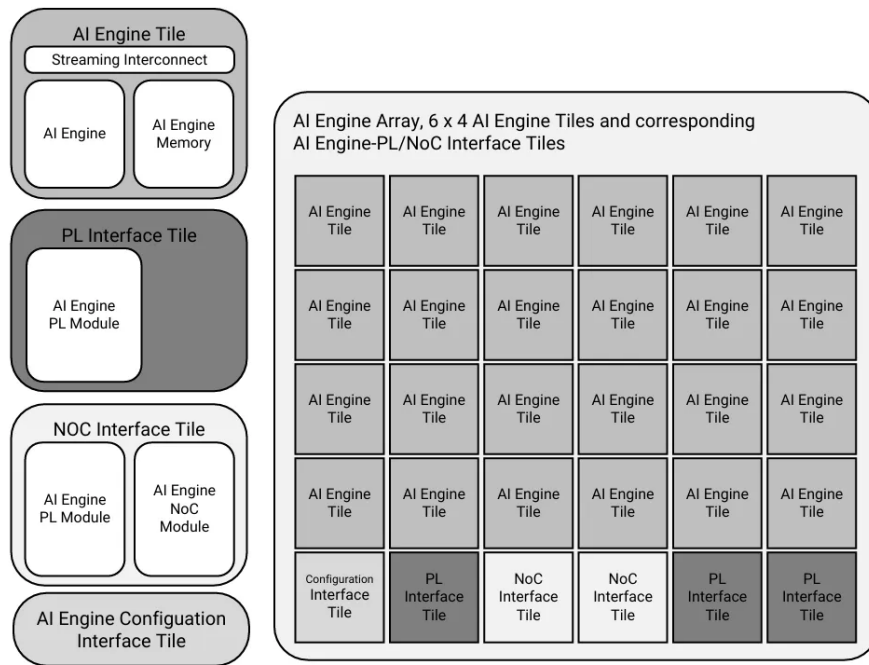 AI Engine Tile
Streaming Interconnect
AI Engine
AI Engine
Memory
PL Interface Tile
AI Engine
PL Module
NOC Interface Tile
AI Engine
PL Module
AI Engine
NoC
Module
AI Engine Configuation
Interface Tile
AI Engine Array, 6 x 4 AI Engine Tiles and corresponding
AI Engine-PL/NoC Interface Tiles
AI Engine AI Engine AI Engine AI Engine AI Engine AI Engine
Tile Tile Tile Tile Tile Tile
AI Engine AI Engine AI Engine AI Engine AI Engine AI Engine
Tile Tile Tile Tile Tile Tile
AI Engine AI Engine AI Engine AI Engine AI Engine AI Engine
Tile Tile Tile Tile Tile Tile
AI Engine AI Engine AI Engine AI Engine AI Engine AI Engine
Tile Tile Tile Tile Tile Tile
Configuration PL NoC NoC PL PL
Interface Interface Interface Interface Interface Interface
Tile Tile Tile Tile Tile Tile